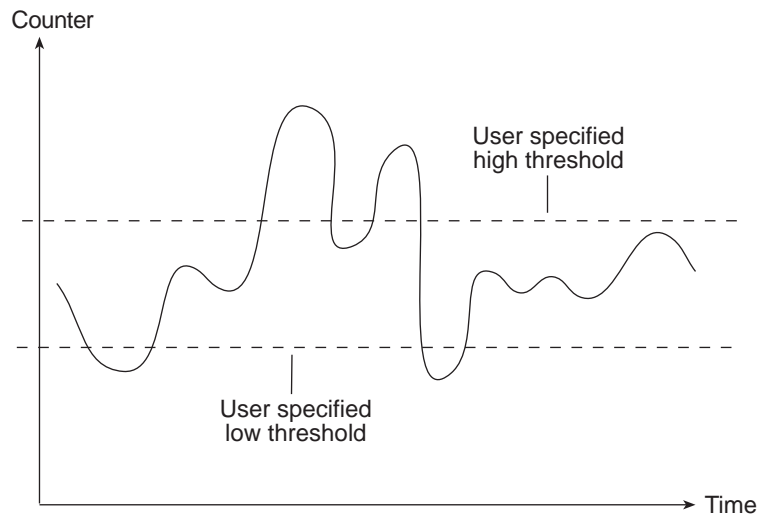 Counter
User specified
high threshold
User specified
low threshold
Time